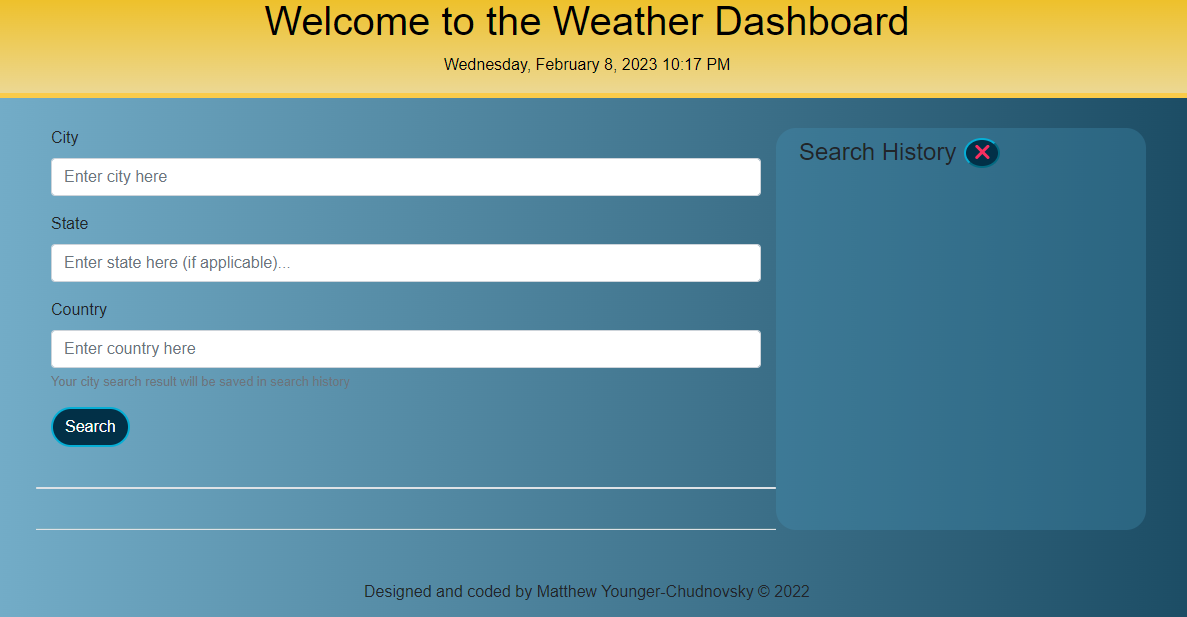 Welcome to the Weather Dashboard
Wednesday, February 8, 2023 10:17 PM
City
Enter city here
State
Enter state here (if applicable)...
Country
Enter country here
Your city search result will be saved in search history
Search
Search History
Designed and coded by Matthew Younger-Chudnovsky © 2022